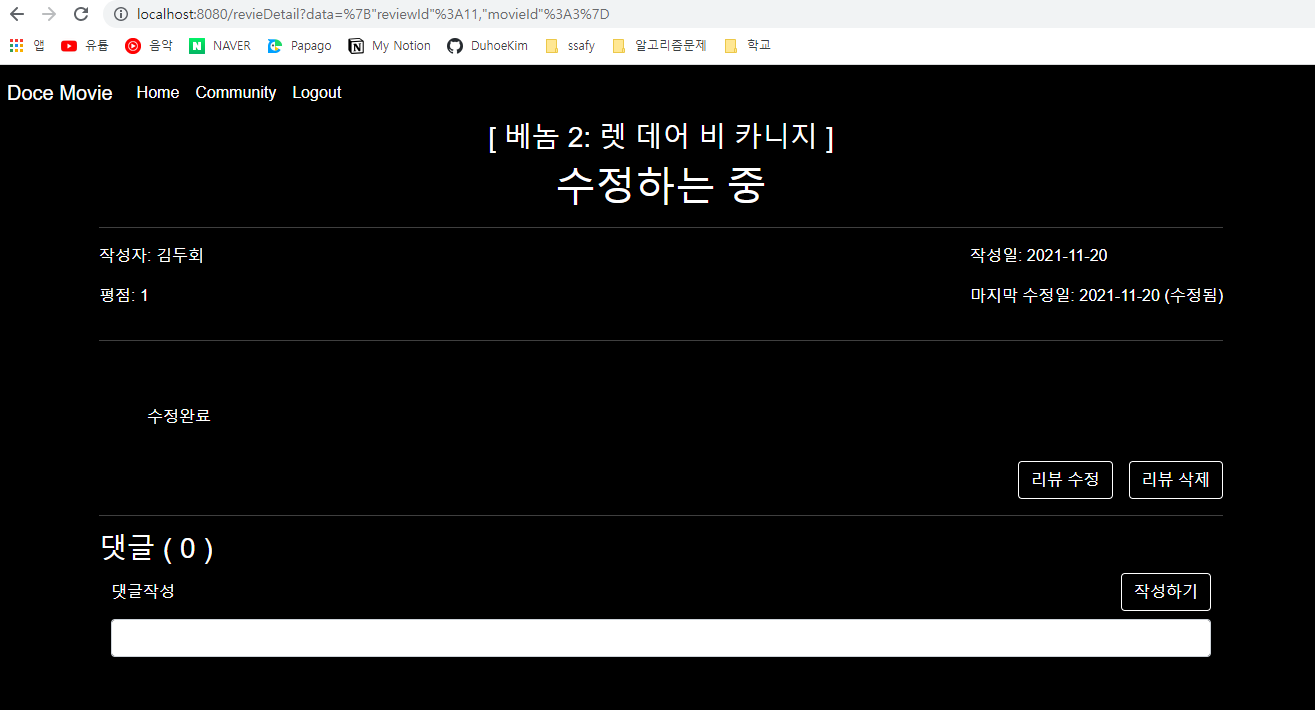 localhost:8080/revieDetail?data=%7B"reviewId"%3A11,"movieId"%3A3%7D
앱 유튭 음악 NAVER Papago My Notion DuhoeKim ssafy 알고리즘문제 학교
Doce Movie Home Community Logout
[ 베놈 2: 렛 데어 비 카니지 ]
수정하는 중
작성자: 김두회 작성일: 2021-11-20
평점: 1 마지막 수정일: 2021-11-20 (수정됨)
수정완료
리뷰 수정 리뷰 삭제
댓글 ( 0 )
댓글작성 작성하기